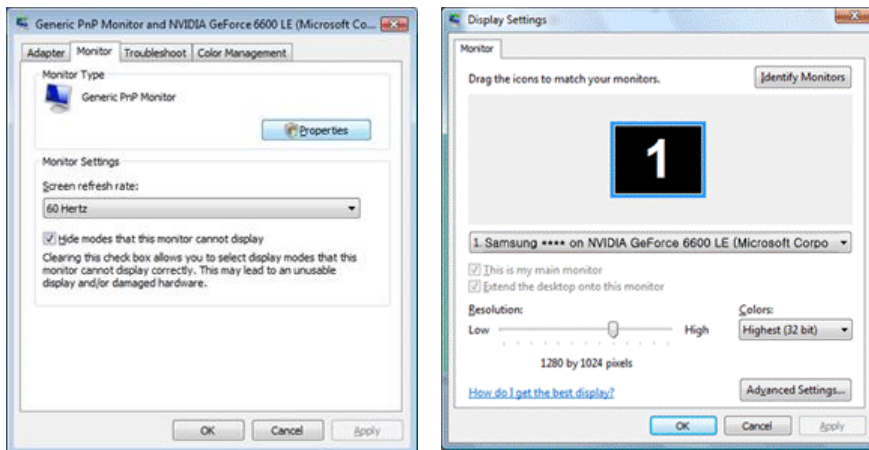 Generic PnP Monitor and NVIDIA GeForce 6600 LE (Microsoft Co...
Adapter Monitor Troubleshoot Color Management
Monitor Type
Generic PnP Monitor
Properties
Monitor Settings
Screen refresh rate:
60 Hertz
Hide modes that this monitor cannot display
Clearing this check box allows you to select display modes that this
monitor cannot display correctly. This may lead to an unusable
display and/or damaged hardware.
OK Cancel Apply
Display Settings
Monitor
Drag the icons to match your monitors.
Identify Monitors
1
1. Samsung **** on NVIDIA GeForce 6600 LE (Microsoft Corpo
This is my main monitor
Extend the desktop onto this monitor
Resolution:
Low High
1280 by 1024 pixels
Colors:
Highest (32 bit)
How do I get the best display?
Advanced Settings...
OK Cancel Apply